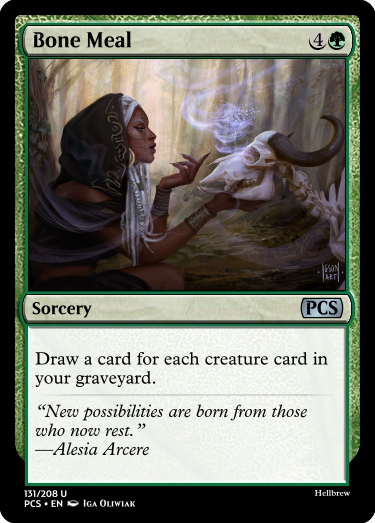 Bone Meal 4
Sorcery PCS
Draw a card for each creature card in
your graveyard.
“New possibilities are born from those
who now rest.”
—Alesia Arcere
131/208 U Hellbrew
PCS • EN Iga Oliwiak